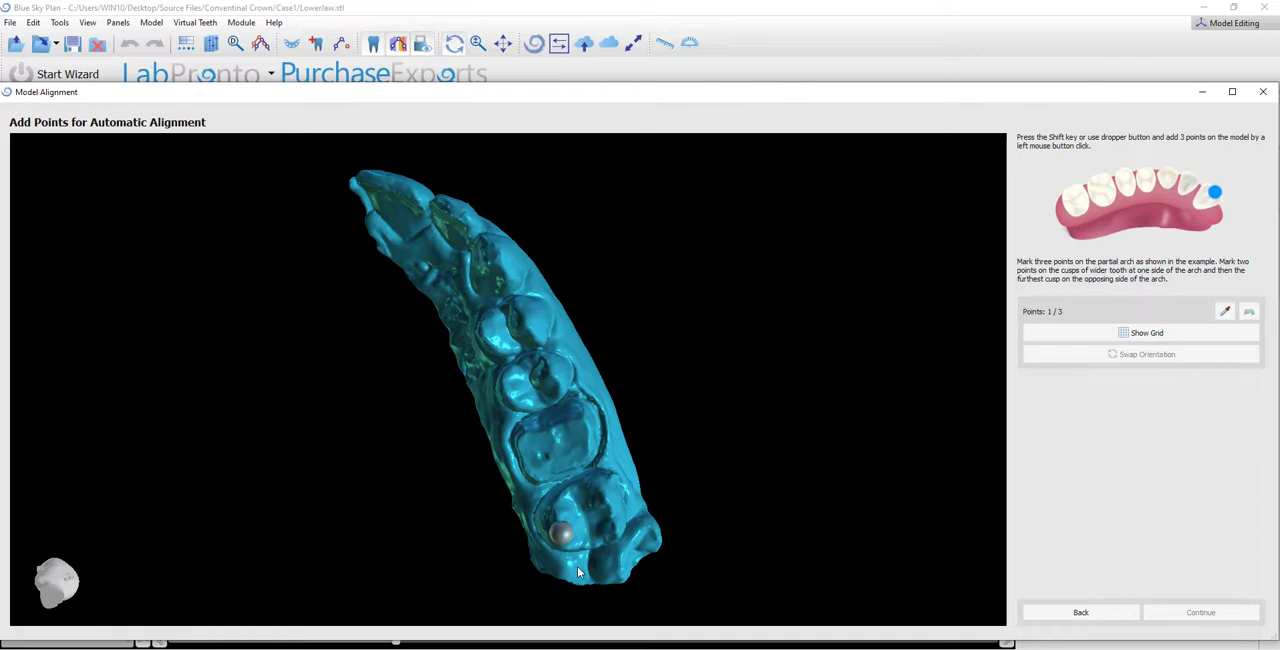 Blue Sky Plan - C:/Users/WIN10/Desktop/Source Files/Conventinal Crown/Case1/LowerJaw.stl
File Edit Tools View Panels Model Virtual Teeth Module Help
Model Editing
Start Wizard LabPronto PurchaseExports
Model Alignment
Add Points for Automatic Alignment
Press the Shift key or use dropper button and add 3 points on the model by a
left mouse button click.
Mark three points on the partial arch as shown in the example. Mark two
points on the cusps of wider tooth at one side of the arch and then the
furthest cusp on the opposing side of the arch.
Points: 1 / 3
Show Grid
Swap Orientation
Back Continue